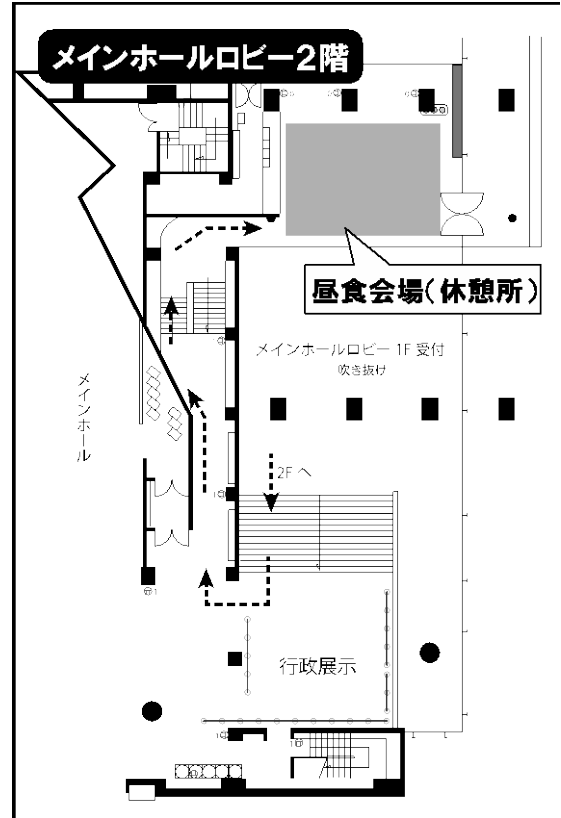 メインホールロビー2階
昼食会場(休憩所)
メインホールロビー 1F 受付
吹き抜け
メインホール
2F へ
行政展示